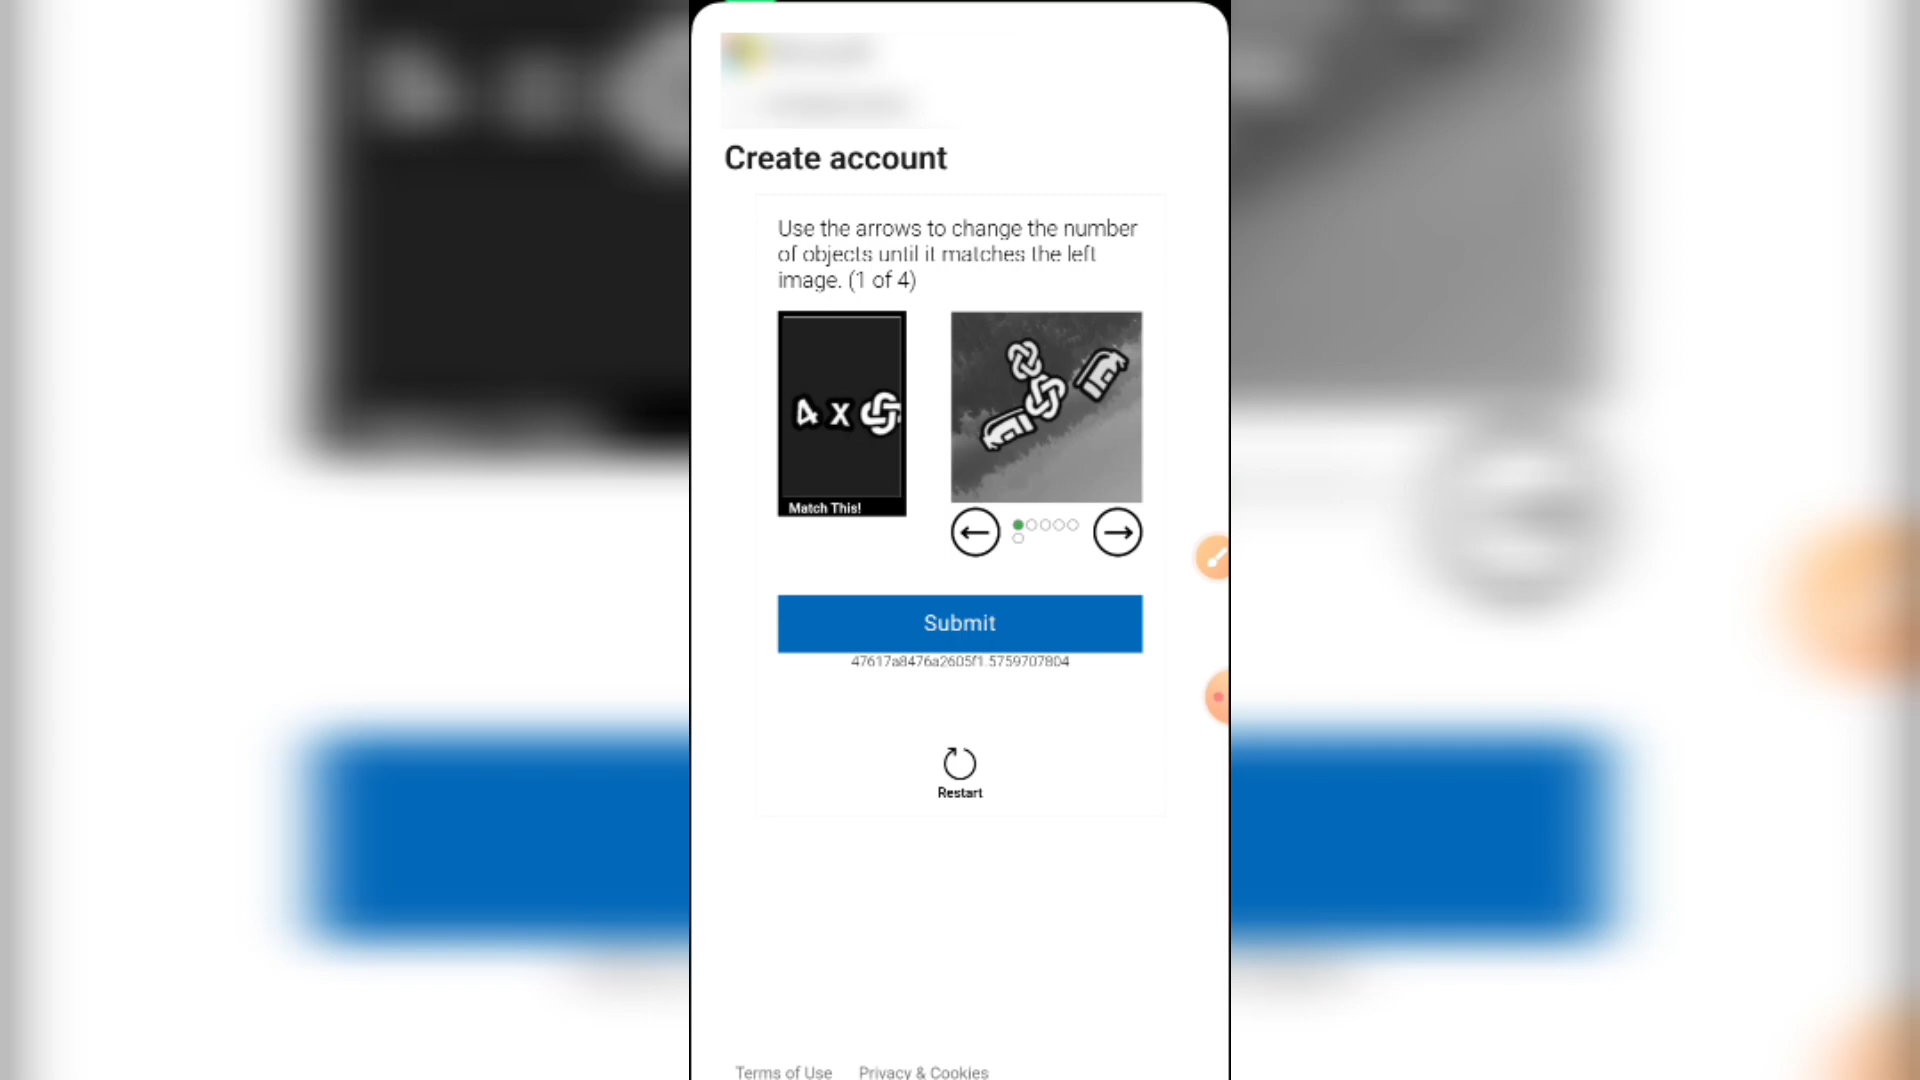 Create account
Use the arrows to change the number
of objects until it matches the left
image. (1 of 4)
4 x
Match This!
Submit
47617a8476a2605f1.5759707804
Restart
Terms of Use Privacy & Cookies